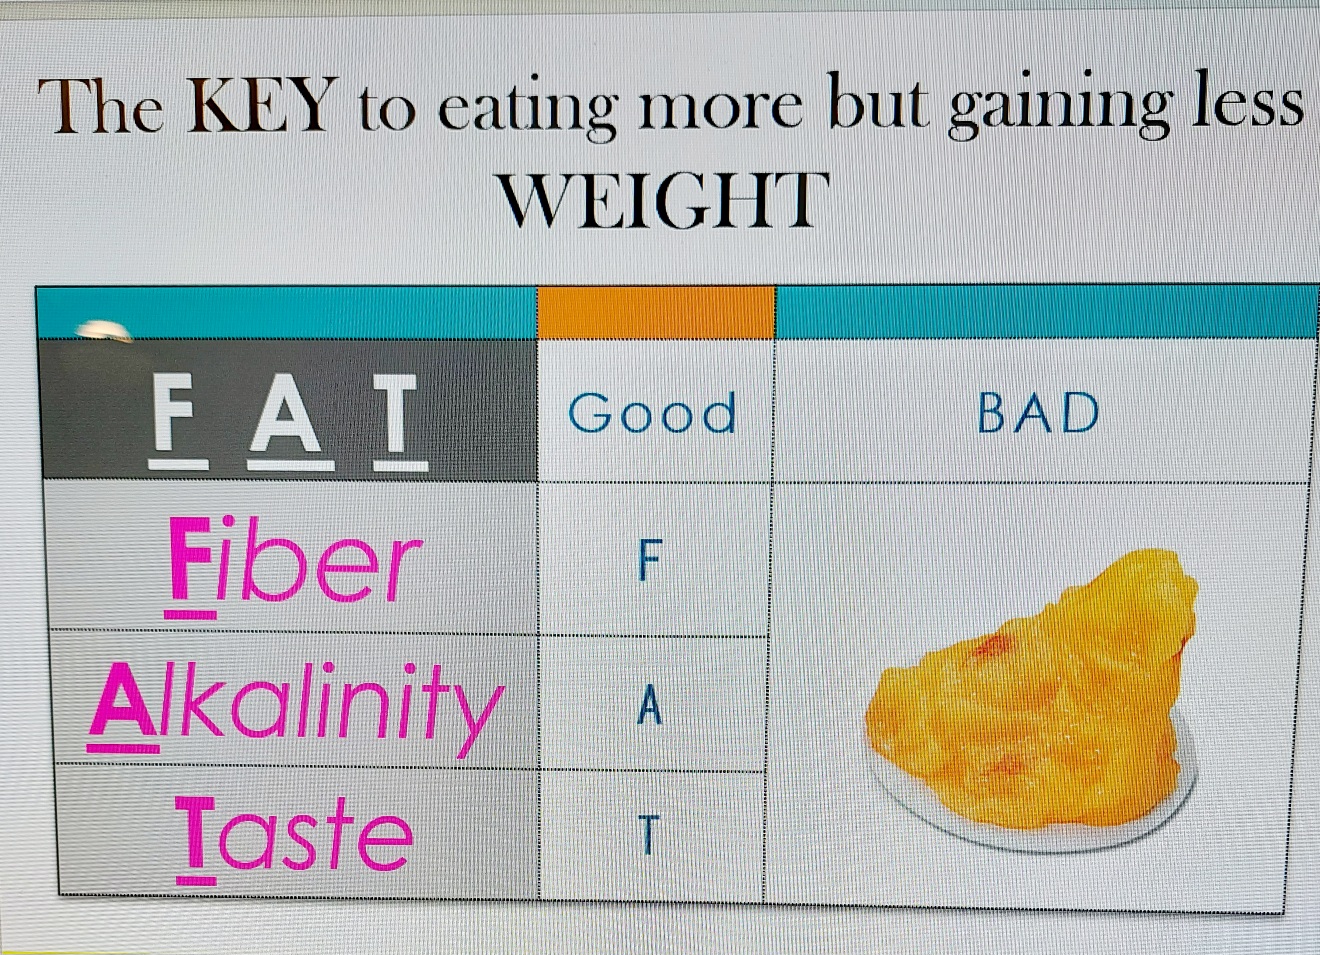 The KEY to eating more but gaining less
WEIGHT
F A T
Good
BAD
Fiber
F
Alkalinity
A
Taste
T